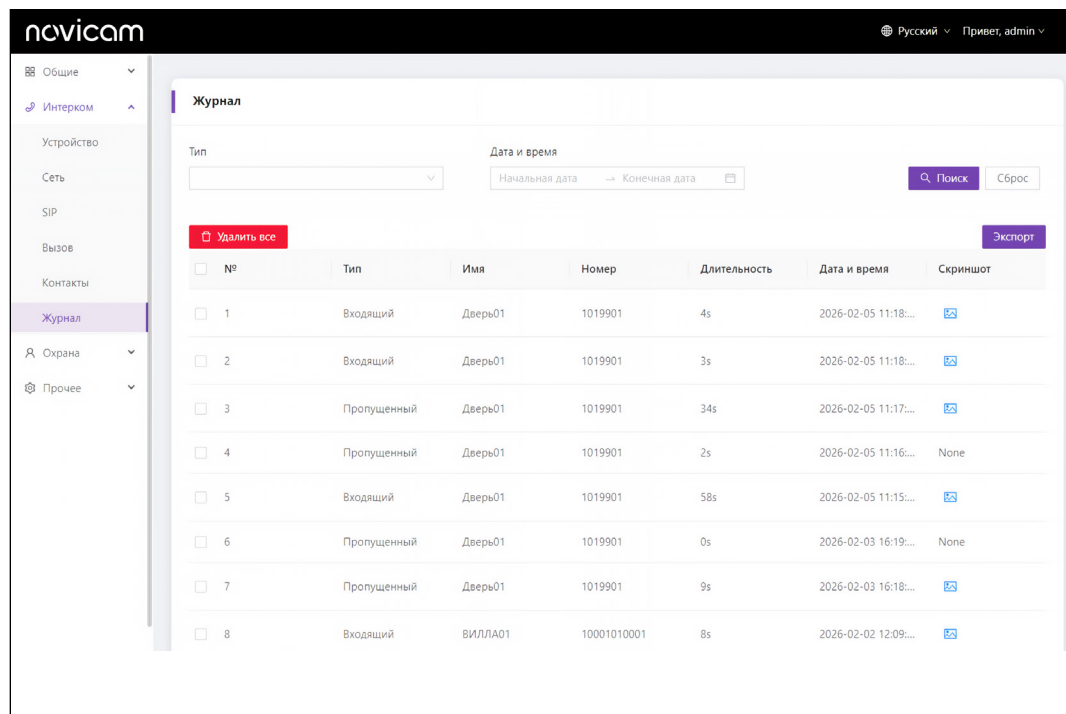 novicam
Русский Привет, admin
Общие
Интерком
Устройство
Сеть
SIP
Вызов
Контакты
Журнал
Охрана
Прочее
Журнал
Тип Дата и время
Начальная дата → Конечная дата Поиск Сброс
Удалить все Экспорт
№ Тип Имя Номер Длительность Дата и время Скриншот
1 Входящий Дверь01 1019901 4s 2026-02-05 11:18:...
2 Входящий Дверь01 1019901 3s 2026-02-05 11:18:...
3 Пропущенный Дверь01 1019901 34s 2026-02-05 11:17:...
4 Пропущенный Дверь01 1019901 2s 2026-02-05 11:16:... None
5 Входящий Дверь01 1019901 58s 2026-02-05 11:15:...
6 Пропущенный Дверь01 1019901 0s 2026-02-03 16:19:... None
7 Пропущенный Дверь01 1019901 9s 2026-02-03 16:18:...
8 Входящий ВИЛЛА01 10001010001 8s 2026-02-02 12:09:...